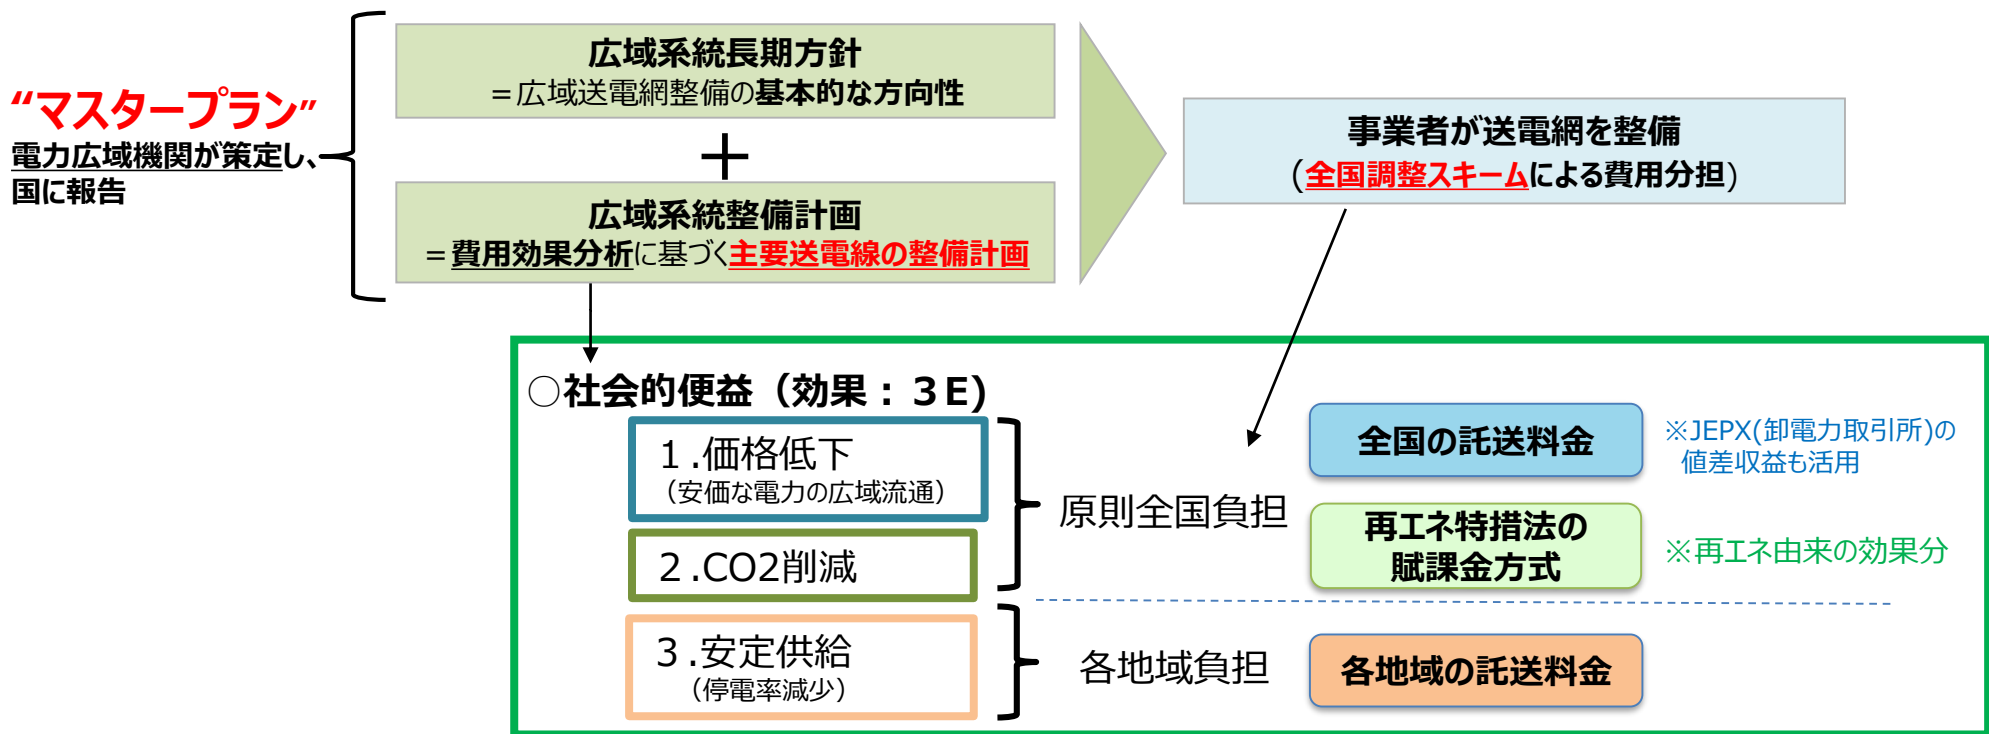 “マスタープラン”
電力広域機関が策定し、
国に報告
広域系統長期方針
＝広域送電網整備の基本的な方向性
＋
広域系統整備計画
＝費用効果分析に基づく主要送電線の整備計画
事業者が送電網を整備
（全国調整スキームによる費用分担）
○社会的便益（効果：３E)
１.価格低下
（安価な電力の広域流通）
２.CO2削減
３.安定供給
（停電率減少）
原則全国負担
各地域負担
全国の託送料金
※JEPX(卸電力取引所)の
値差収益も活用
再エネ特措法の
賦課金方式
※再エネ由来の効果分
各地域の託送料金